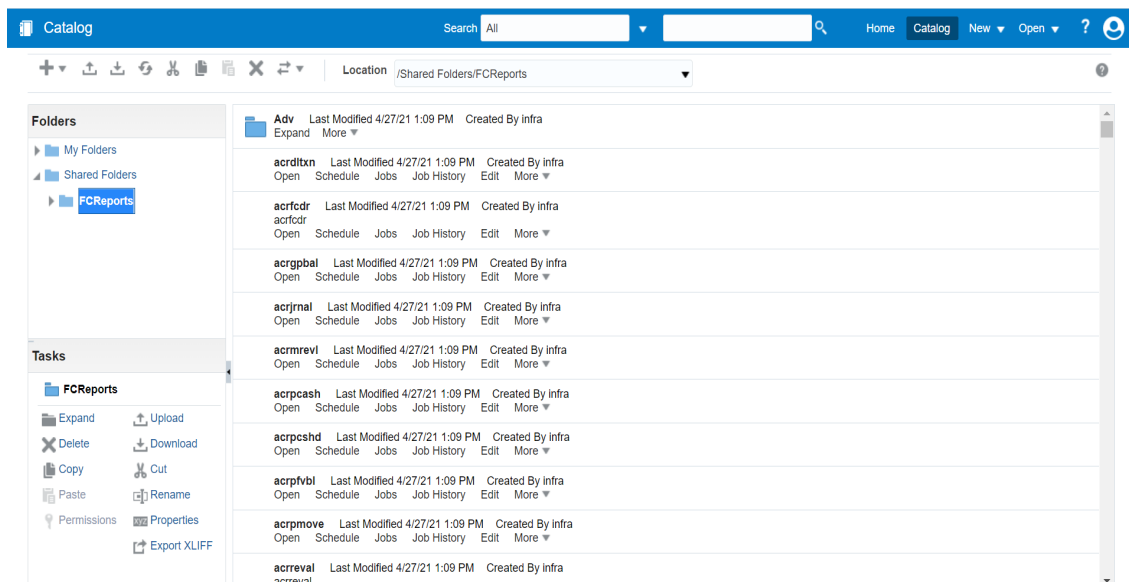 Catalog Search All Home Catalog New Open ?
Location /Shared Folders/FCReports ?
Folders
My Folders
Shared Folders
FCReports
Tasks
FCReports
Expand Upload
Delete Download
Copy Cut
Paste Rename
Permissions xyz Properties
Export XLIFF
Adv Last Modified 4/27/21 1:09 PM Created By infra
Expand More
acrdltxn Last Modified 4/27/21 1:09 PM Created By infra
Open Schedule Jobs Job History Edit More
acrfcdr Last Modified 4/27/21 1:09 PM Created By infra
acrfcdr
Open Schedule Jobs Job History Edit More
acrgpbal Last Modified 4/27/21 1:09 PM Created By infra
Open Schedule Jobs Job History Edit More
acrjrnal Last Modified 4/27/21 1:09 PM Created By infra
Open Schedule Jobs Job History Edit More
acrmrevl Last Modified 4/27/21 1:09 PM Created By infra
Open Schedule Jobs Job History Edit More
acrpcash Last Modified 4/27/21 1:09 PM Created By infra
Open Schedule Jobs Job History Edit More
acrpcshd Last Modified 4/27/21 1:09 PM Created By infra
Open Schedule Jobs Job History Edit More
acrpfvbl Last Modified 4/27/21 1:09 PM Created By infra
Open Schedule Jobs Job History Edit More
acrpmove Last Modified 4/27/21 1:09 PM Created By infra
Open Schedule Jobs Job History Edit More
acrreval Last Modified 4/27/21 1:09 PM Created By infra
acrreval